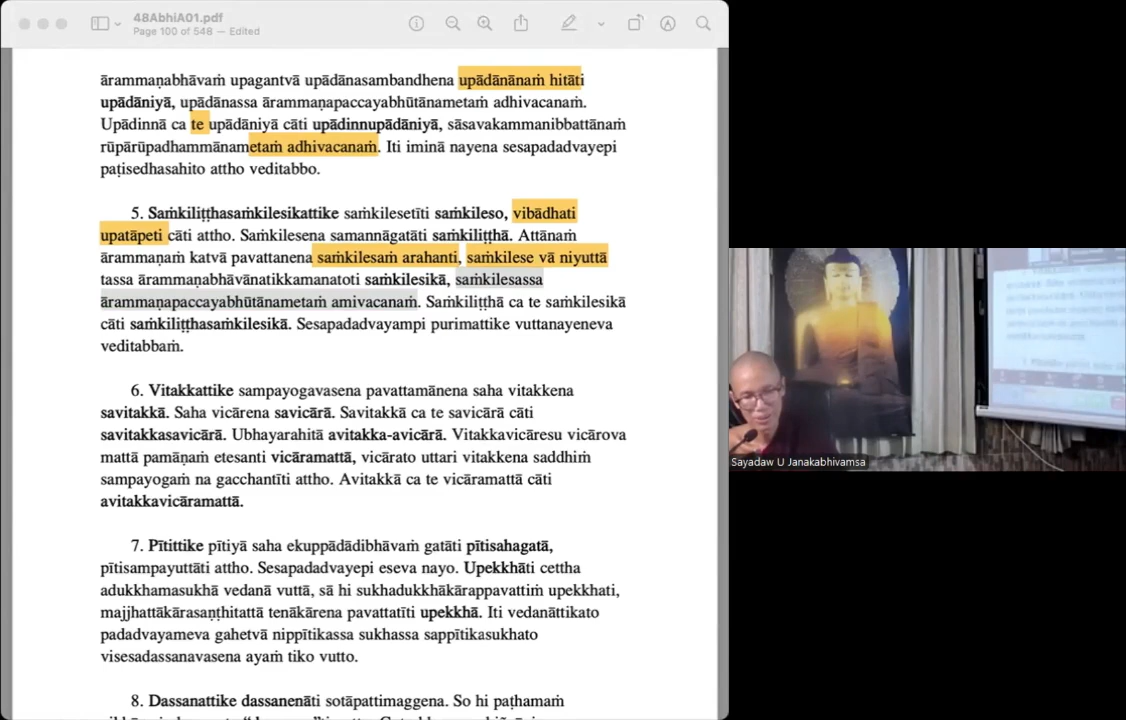 48AbhiA01.pdf
Page 100 of 548 — Edited
ārammaṇabhāvaṁ upagantvā upādānasambandhena upādānānaṁ hitāti
upādāniyā, upādānassa ārammaṇapaccayabhūtānametaṁ adhivacanaṁ.
Upādinnā ca te upādāniyā cāti upādinnupādāniyā, sāsavakammanibbattānaṁ
rūpārūpadhammānametaṁ adhivacanaṁ. Iti iminā nayena sesapadadvayepi
paṭisedhasahito attho veditabbo.
5. Saṁkiliṭṭhasaṁkilesikattike saṁkilesetīti saṁkileso, vibādhati
upatāpeti cāti attho. Saṁkilesena samannāgatāti saṁkiliṭṭhā. Attānaṁ
ārammaṇaṁ katvā pavattanena saṁkilesaṁ arahanti, saṁkilese vā niyuttā
tassa ārammaṇabhāvānatikkamanatoti saṁkilesikā, saṁkilesassa
ārammaṇapaccayabhūtānametaṁ amivacanaṁ. Saṁkiliṭṭhā ca te saṁkilesikā
cāti saṁkiliṭṭhasaṁkilesikā. Sesapadadvayampi purimattike vuttanayeneva
veditabbaṁ.
6. Vitakkattike sampayogavasena pavattamānena saha vitakkena
savitakkā. Saha vicārena savicārā. Savitakkā ca te savicārā cāti
savitakkasavicārā. Ubhayarahitā avitakka-avicārā. Vitakkavicāresu vicārova
mattā pamāṇaṁ etesanti vicāramattā, vicārato uttari vitakkena saddhiṁ
sampayogaṁ na gacchantīti attho. Avitakkā ca te vicāramattā cāti
avitakkavicāramattā.
7. Pītittike pītiyā saha ekuppādādibhāvaṁ gatāti pītisahagatā,
pītisampayuttāti attho. Sesapadadvayepi eseva nayo. Upekkhāti cettha
adukkhamasukhā vedanā vuttā, sā hi sukhadukkhākārappavattiṁ upekkhati,
majjhattākārasaṇṭhitattā tenākārena pavattatīti upekkhā. Iti vedanāttikato
padadvayameva gahetvā nippītikassa sukhassa sappītikasukhato
visesadassanavasena ayaṁ tiko vutto.
8. Dassanattike dassanenāti sotāpattimaggena. So hi paṭhamaṁ
Sayadaw U Janakabhivamsa